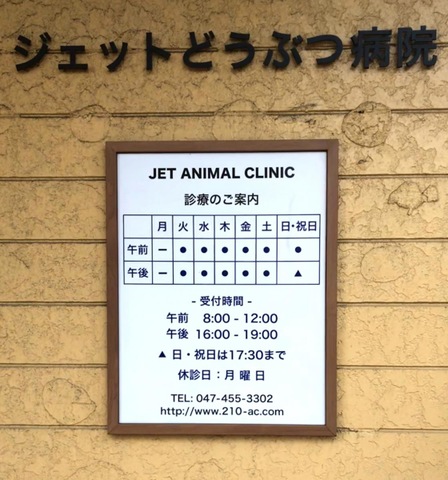 ジェットどうぶつ病院
JET ANIMAL CLINIC
診療のご案内
月 火 水 木 金 土 日・祝日
午前 ー ● ● ● ● ● ●
午後 ー ● ● ● ● ● ▲
- 受付時間 -
午前 8:00 - 12:00
午後 16:00 - 19:00
▲ 日・祝日は17:30まで
休診日：月 曜 日
TEL: 047-455-3302
http://www.210-ac.com